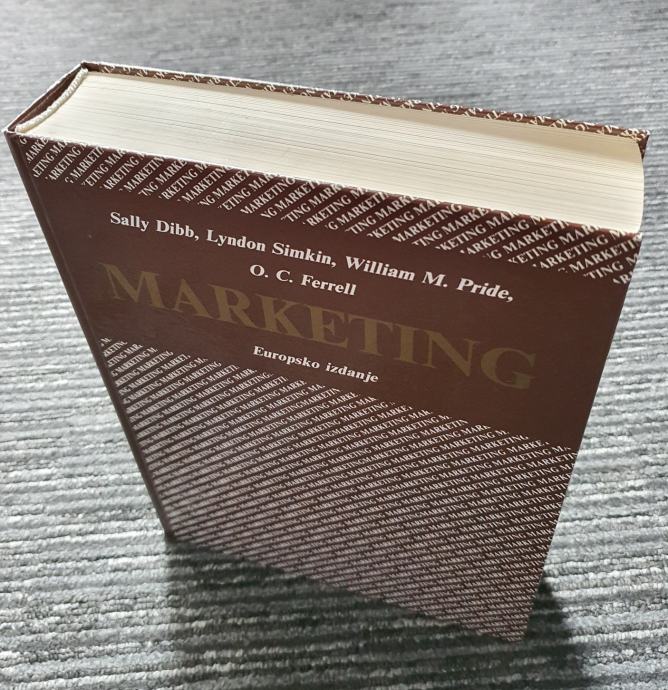 Sally Dibb, Lyndon Simkin, William M. Pride,
O. C. Ferrell
MARKETING
Europsko izdanje